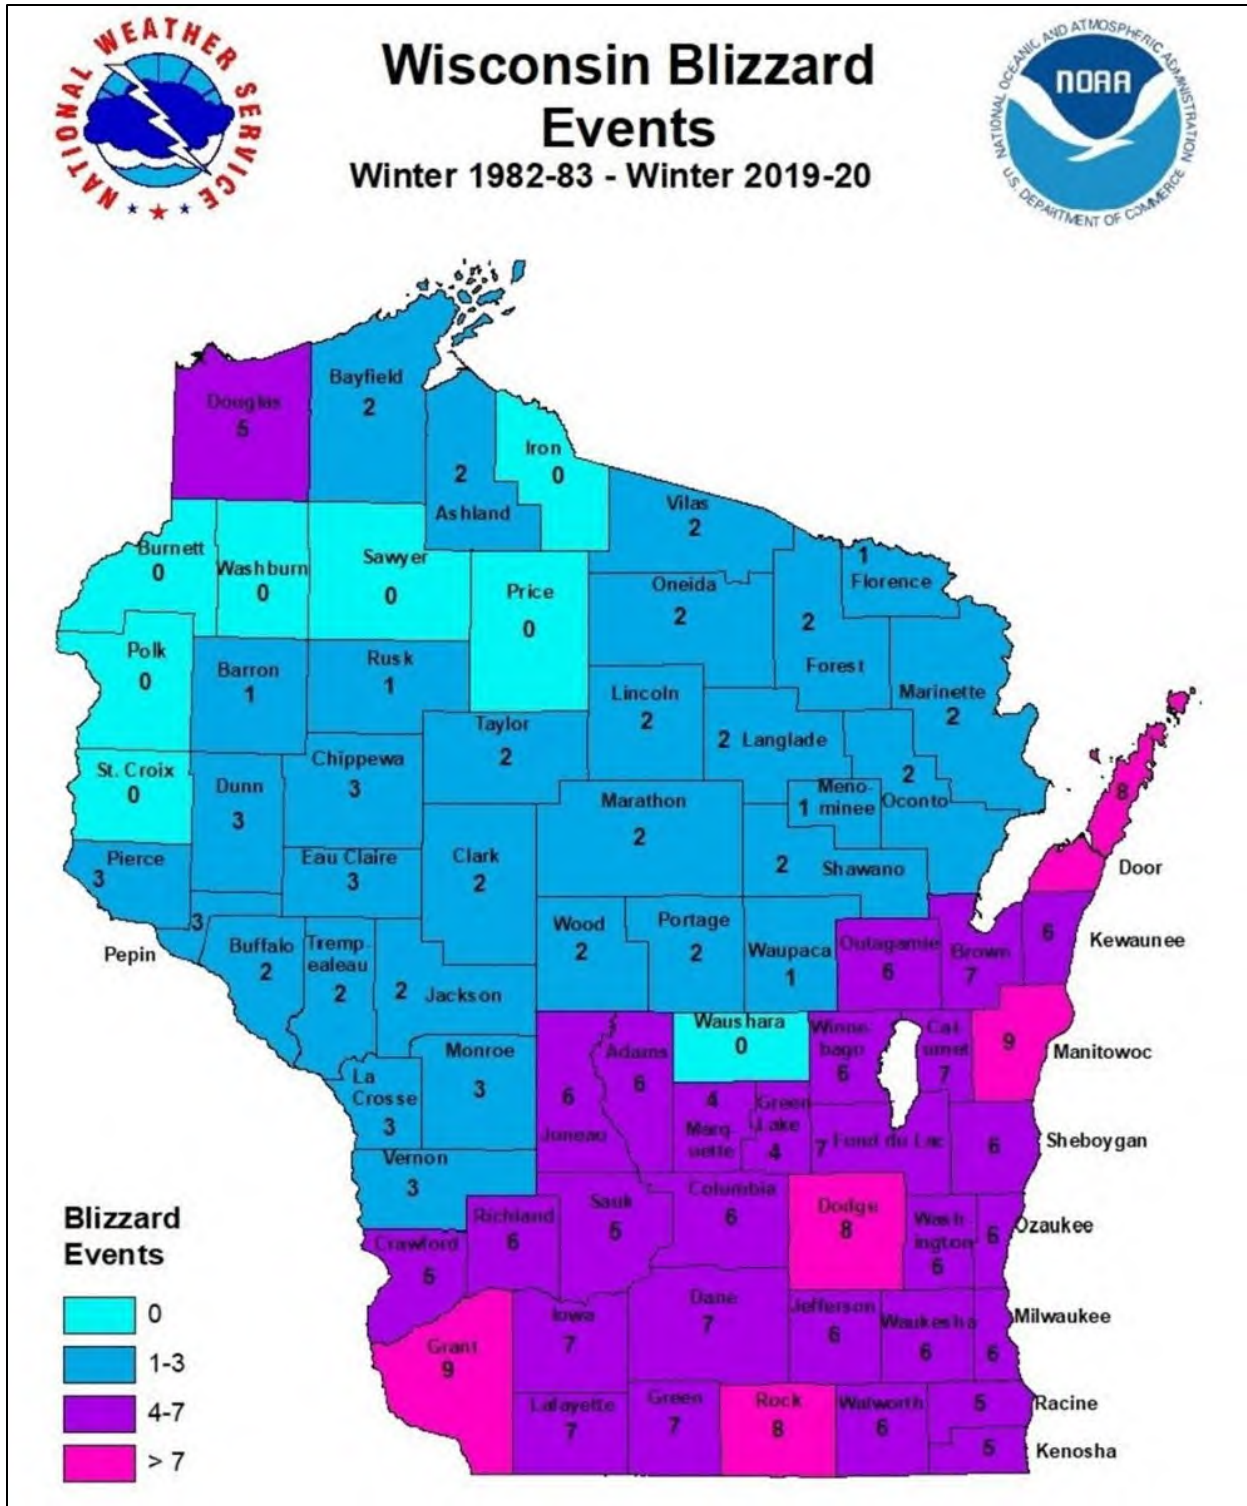 NATIONAL WEATHER SERVICE
Wisconsin Blizzard
Events
Winter 1982-83 - Winter 2019-20
NATIONAL OCEANIC AND ATMOSPHERIC ADMINISTRATION
NOAA
U.S. DEPARTMENT OF COMMERCE
Douglas
5
Bayfield
2
2
Ashland
Iron
0
Vilas
2
Burnett
0
Washburn
0
Sawyer
0
Price
0
Oneida
2
2
Forest
1
Florence
Polk
0
Barron
1
Rusk
1
Taylor
2
Lincoln
2
2 Langlade
Marinette
2
St. Croix
0
Dunn
3
Chippewa
3
Marathon
2
Meno-
1 minee
2
Oconto
8
Door
Pierce
3
Eau Claire
3
Clark
2
2 Shawano
3
Pepin
Buffalo
2
Tremp-
ealeau
2
2 Jackson
Wood
2
Portage
2
Waupaca
1
Outagamie
6
Brown
7
6
Kewaunee
Monroe
3
La
Crosse
3
Vernon
3
6
Juneau
Adams
6
Waushara
0
Winne-
bago
6
Cal-
umet
7
9
Manitowoc
4
Marq-
uette
Green
Lake
4
7 Fond du Lac
6
Sheboygan
Crawford
Richland
6
Sauk
5
Columbia
6
Dodge
8
Wash-
ington
6
6
Ozaukee
Grant
9
Iowa
7
Dane
7
Jefferson
6
Waukesha
6
6
Milwaukee
Lafayette
7
Green
7
Rock
8
Walworth
6
5
Racine
5
Kenosha
Blizzard
Events
0
1-3
4-7
> 7